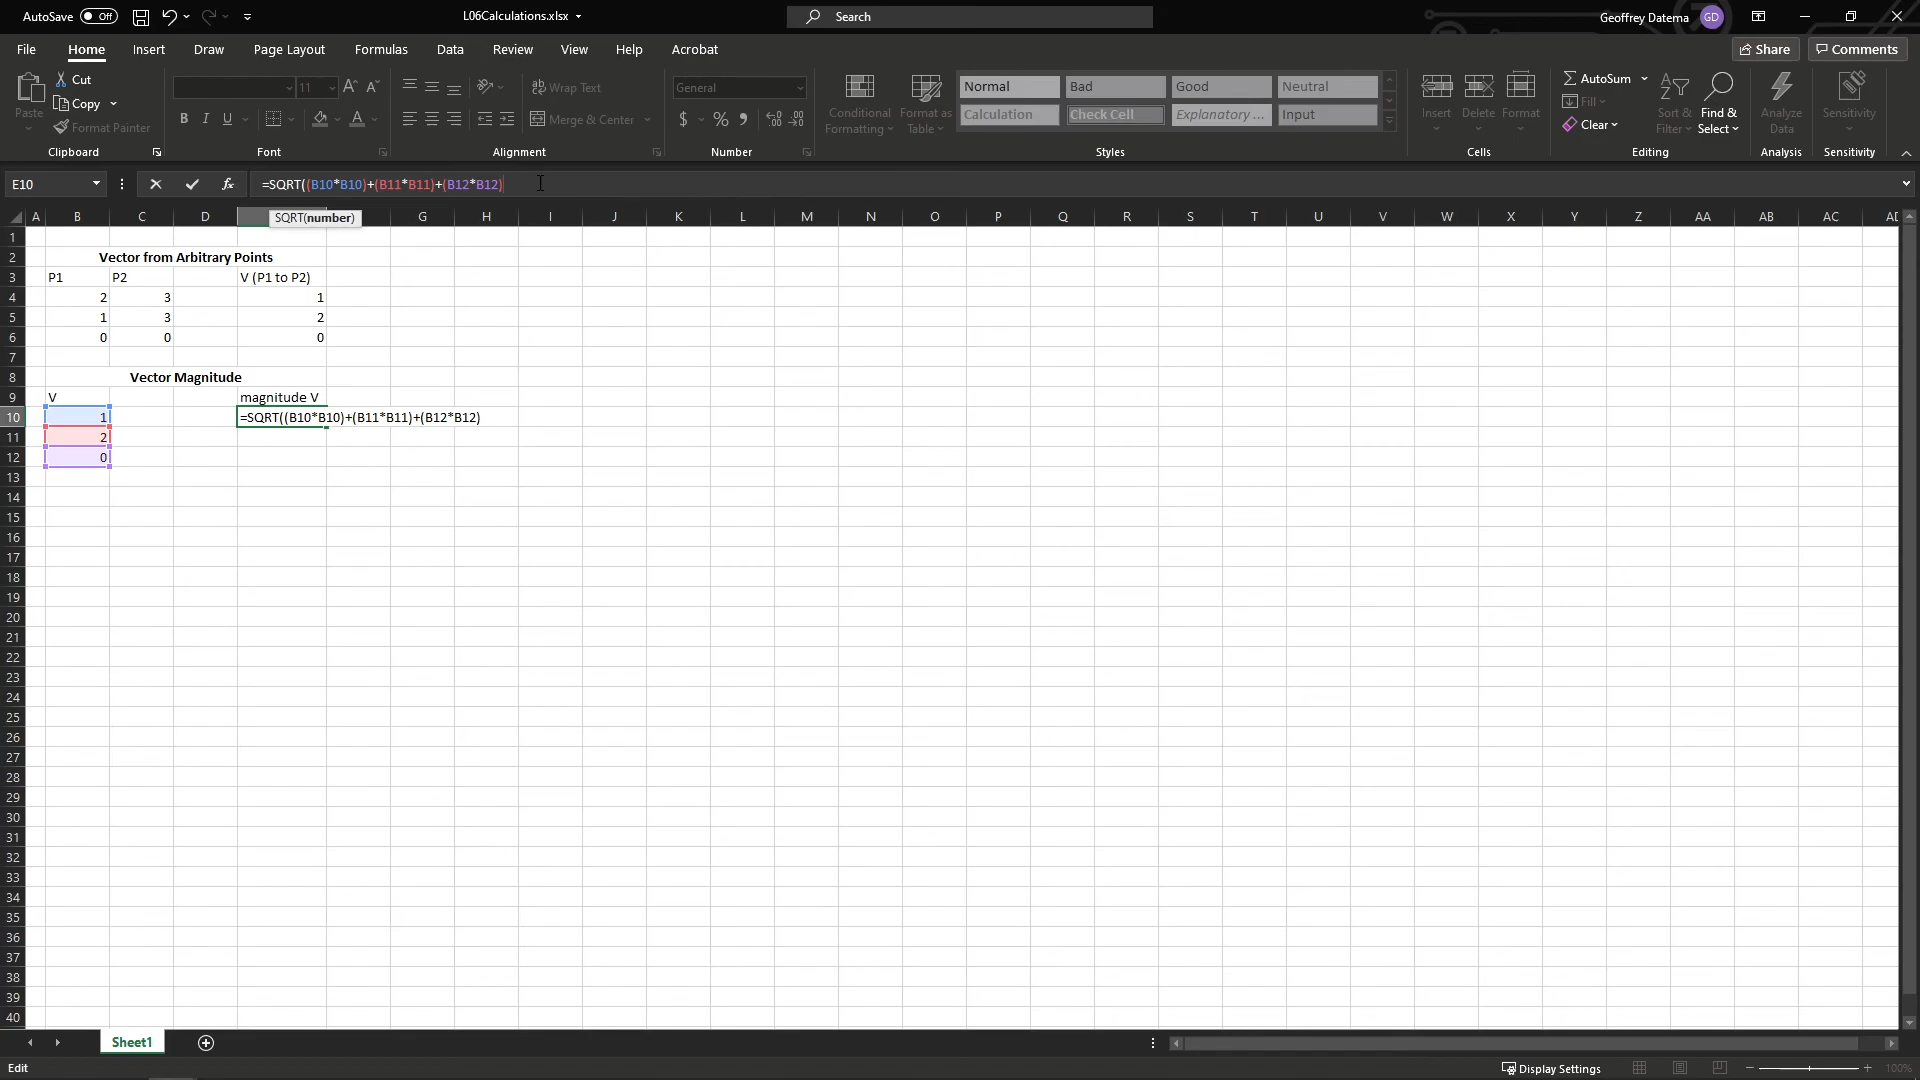 AutoSave Off L06Calculations.xlsx Search Geoffrey Datema GD
File Home Insert Draw Page Layout Formulas Data Review View Help Acrobat Share Comments
Paste Cut Copy Format Painter
11 Wrap Text Merge & Center
General $ % 9
Conditional Formatting Format as Table
Normal Bad Good Neutral
Calculation Check Cell Explanatory ... Input
Insert Delete Format
AutoSum Fill Clear
Sort & Filter Find & Select Analyze Data Sensitivity
Clipboard Font Alignment Number Styles Cells Editing Analysis Sensitivity
E10 fx =SQRT((B10*B10)+(B11*B11)+(B12*B12)
SQRT(number)
A B C D G H I J K L M N O P Q R S T U V W X Y Z AA AB AC AD
1
2 Vector from Arbitrary Points
3 P1 P2 V (P1 to P2)
4 2 3 1
5 1 3 2
6 0 0 0
7
8 Vector Magnitude
9 V magnitude V
10 1 =SQRT((B10*B10)+(B11*B11)+(B12*B12)
11 2
12 0
13
14
15
16
17
18
19
20
21
22
23
24
25
26
27
28
29
30
31
32
33
34
35
36
37
38
39
40
Sheet1
Edit Display Settings 100%